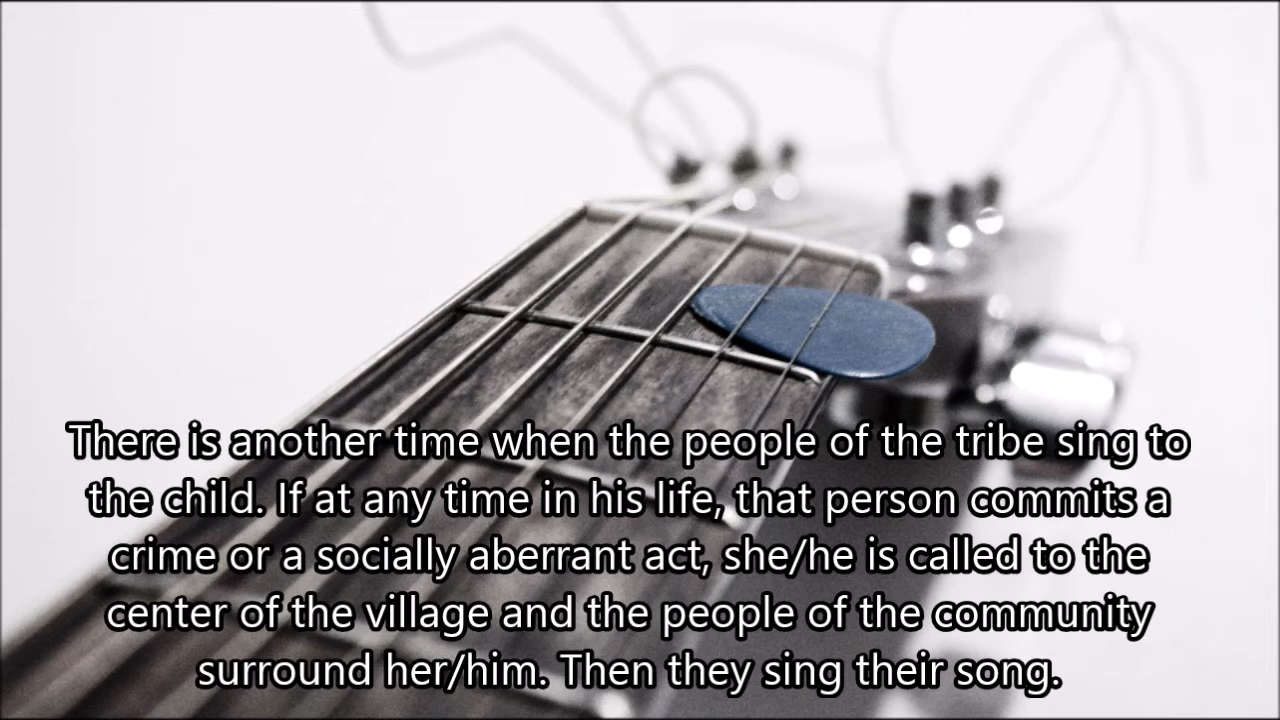 There is another time when the people of the tribe sing to
the child. If at any time in his life, that person commits a
crime or a socially aberrant act, she/he is called to the
center of the village and the people of the community
surround her/him. Then they sing their song.